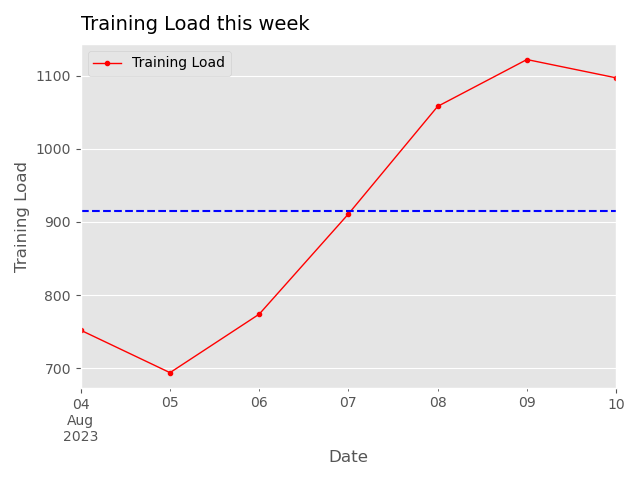 Training Load this week
Training Load
1100
1000
900
800
700
Training Load
04 05 06 07 08 09 10
Aug
2023
Date